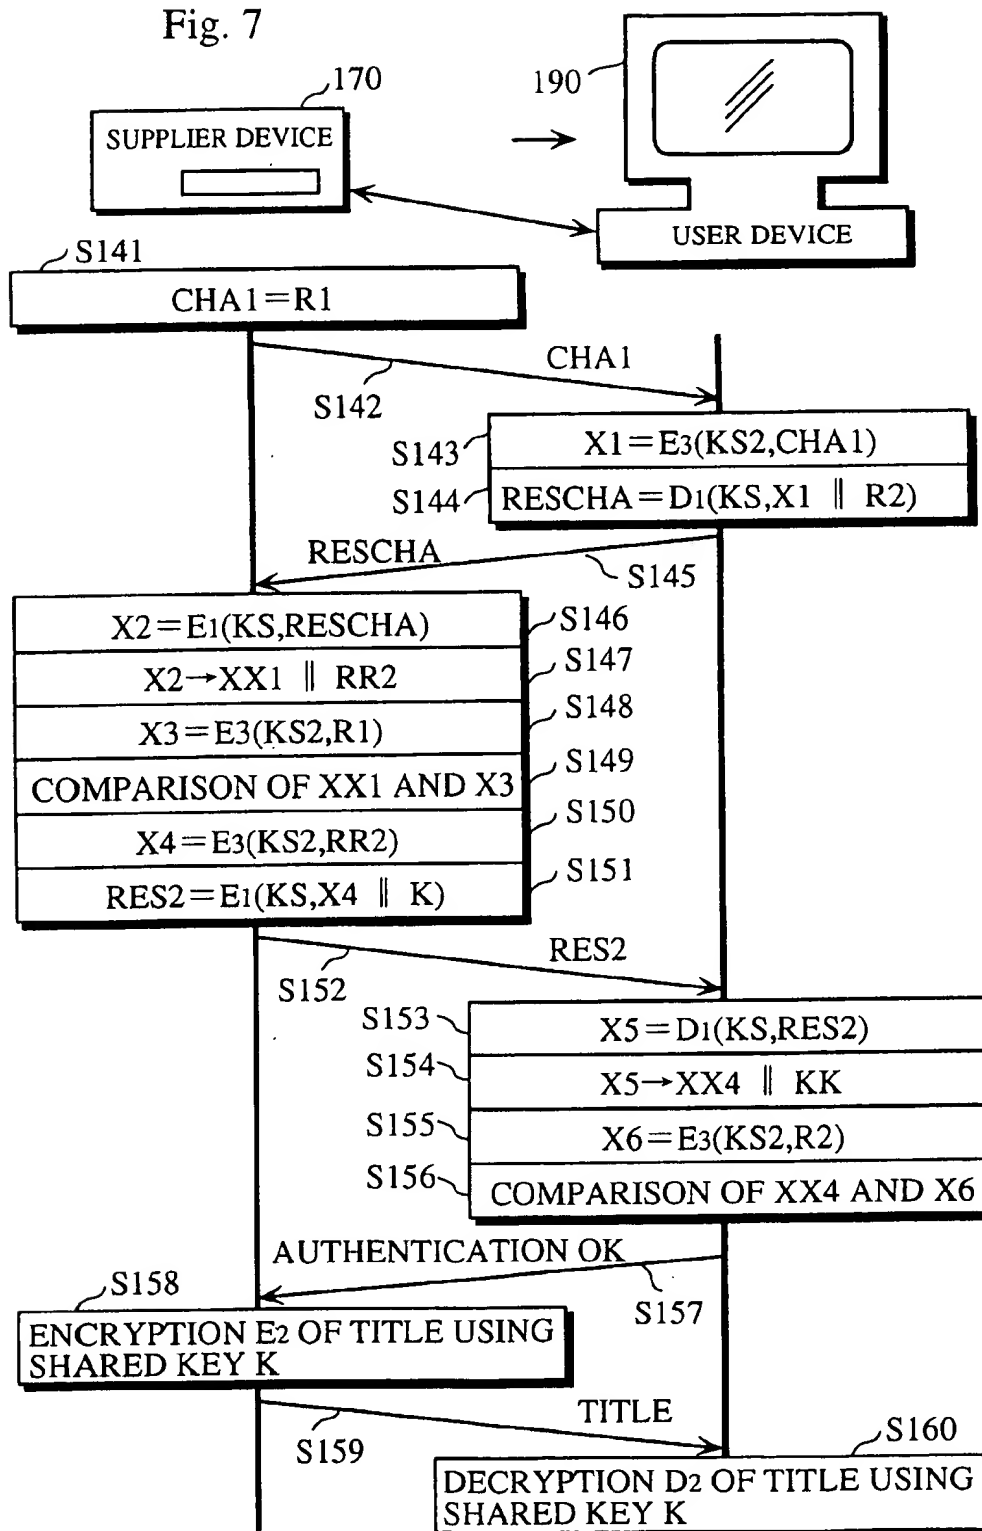 Fig. 7
170
190
SUPPLIER DEVICE
USER DEVICE
S141
CHA1=R1
CHA1
S142
S143
X1=E3(KS2,CHA1)
S144
RESCHA=D1(KS,X1 || R2)
RESCHA
S145
X2=E1(KS,RESCHA)
S146
X2→XX1 || RR2
S147
X3=E3(KS2,R1)
S148
COMPARISON OF XX1 AND X3
S149
X4=E3(KS2,RR2)
S150
RES2=E1(KS,X4 || K)
S151
RES2
S152
S153
X5=D1(KS,RES2)
S154
X5→XX4 || KK
S155
X6=E3(KS2,R2)
S156
COMPARISON OF XX4 AND X6
AUTHENTICATION OK
S157
S158
ENCRYPTION E2 OF TITLE USING
SHARED KEY K
TITLE
S159
S160
DECRYPTION D2 OF TITLE USING
SHARED KEY K